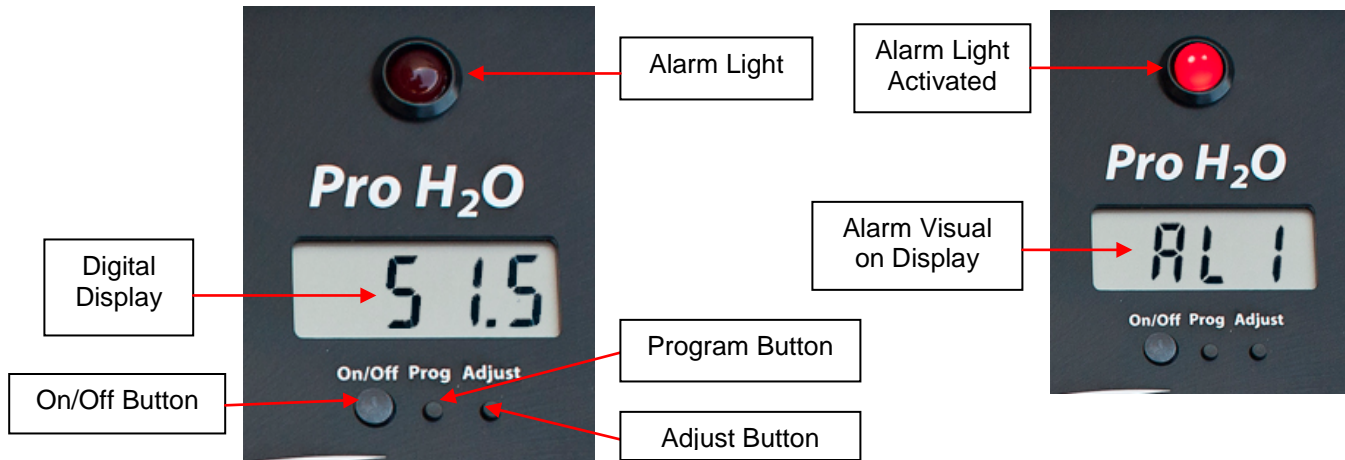 Alarm Light
Pro H₂O
51.5
On/Off Prog Adjust
Digital
Display
On/Off Button
Program Button
Adjust Button
Alarm Light
Activated
Pro H₂O
AL 1
On/Off Prog Adjust
Alarm Visual
on Display